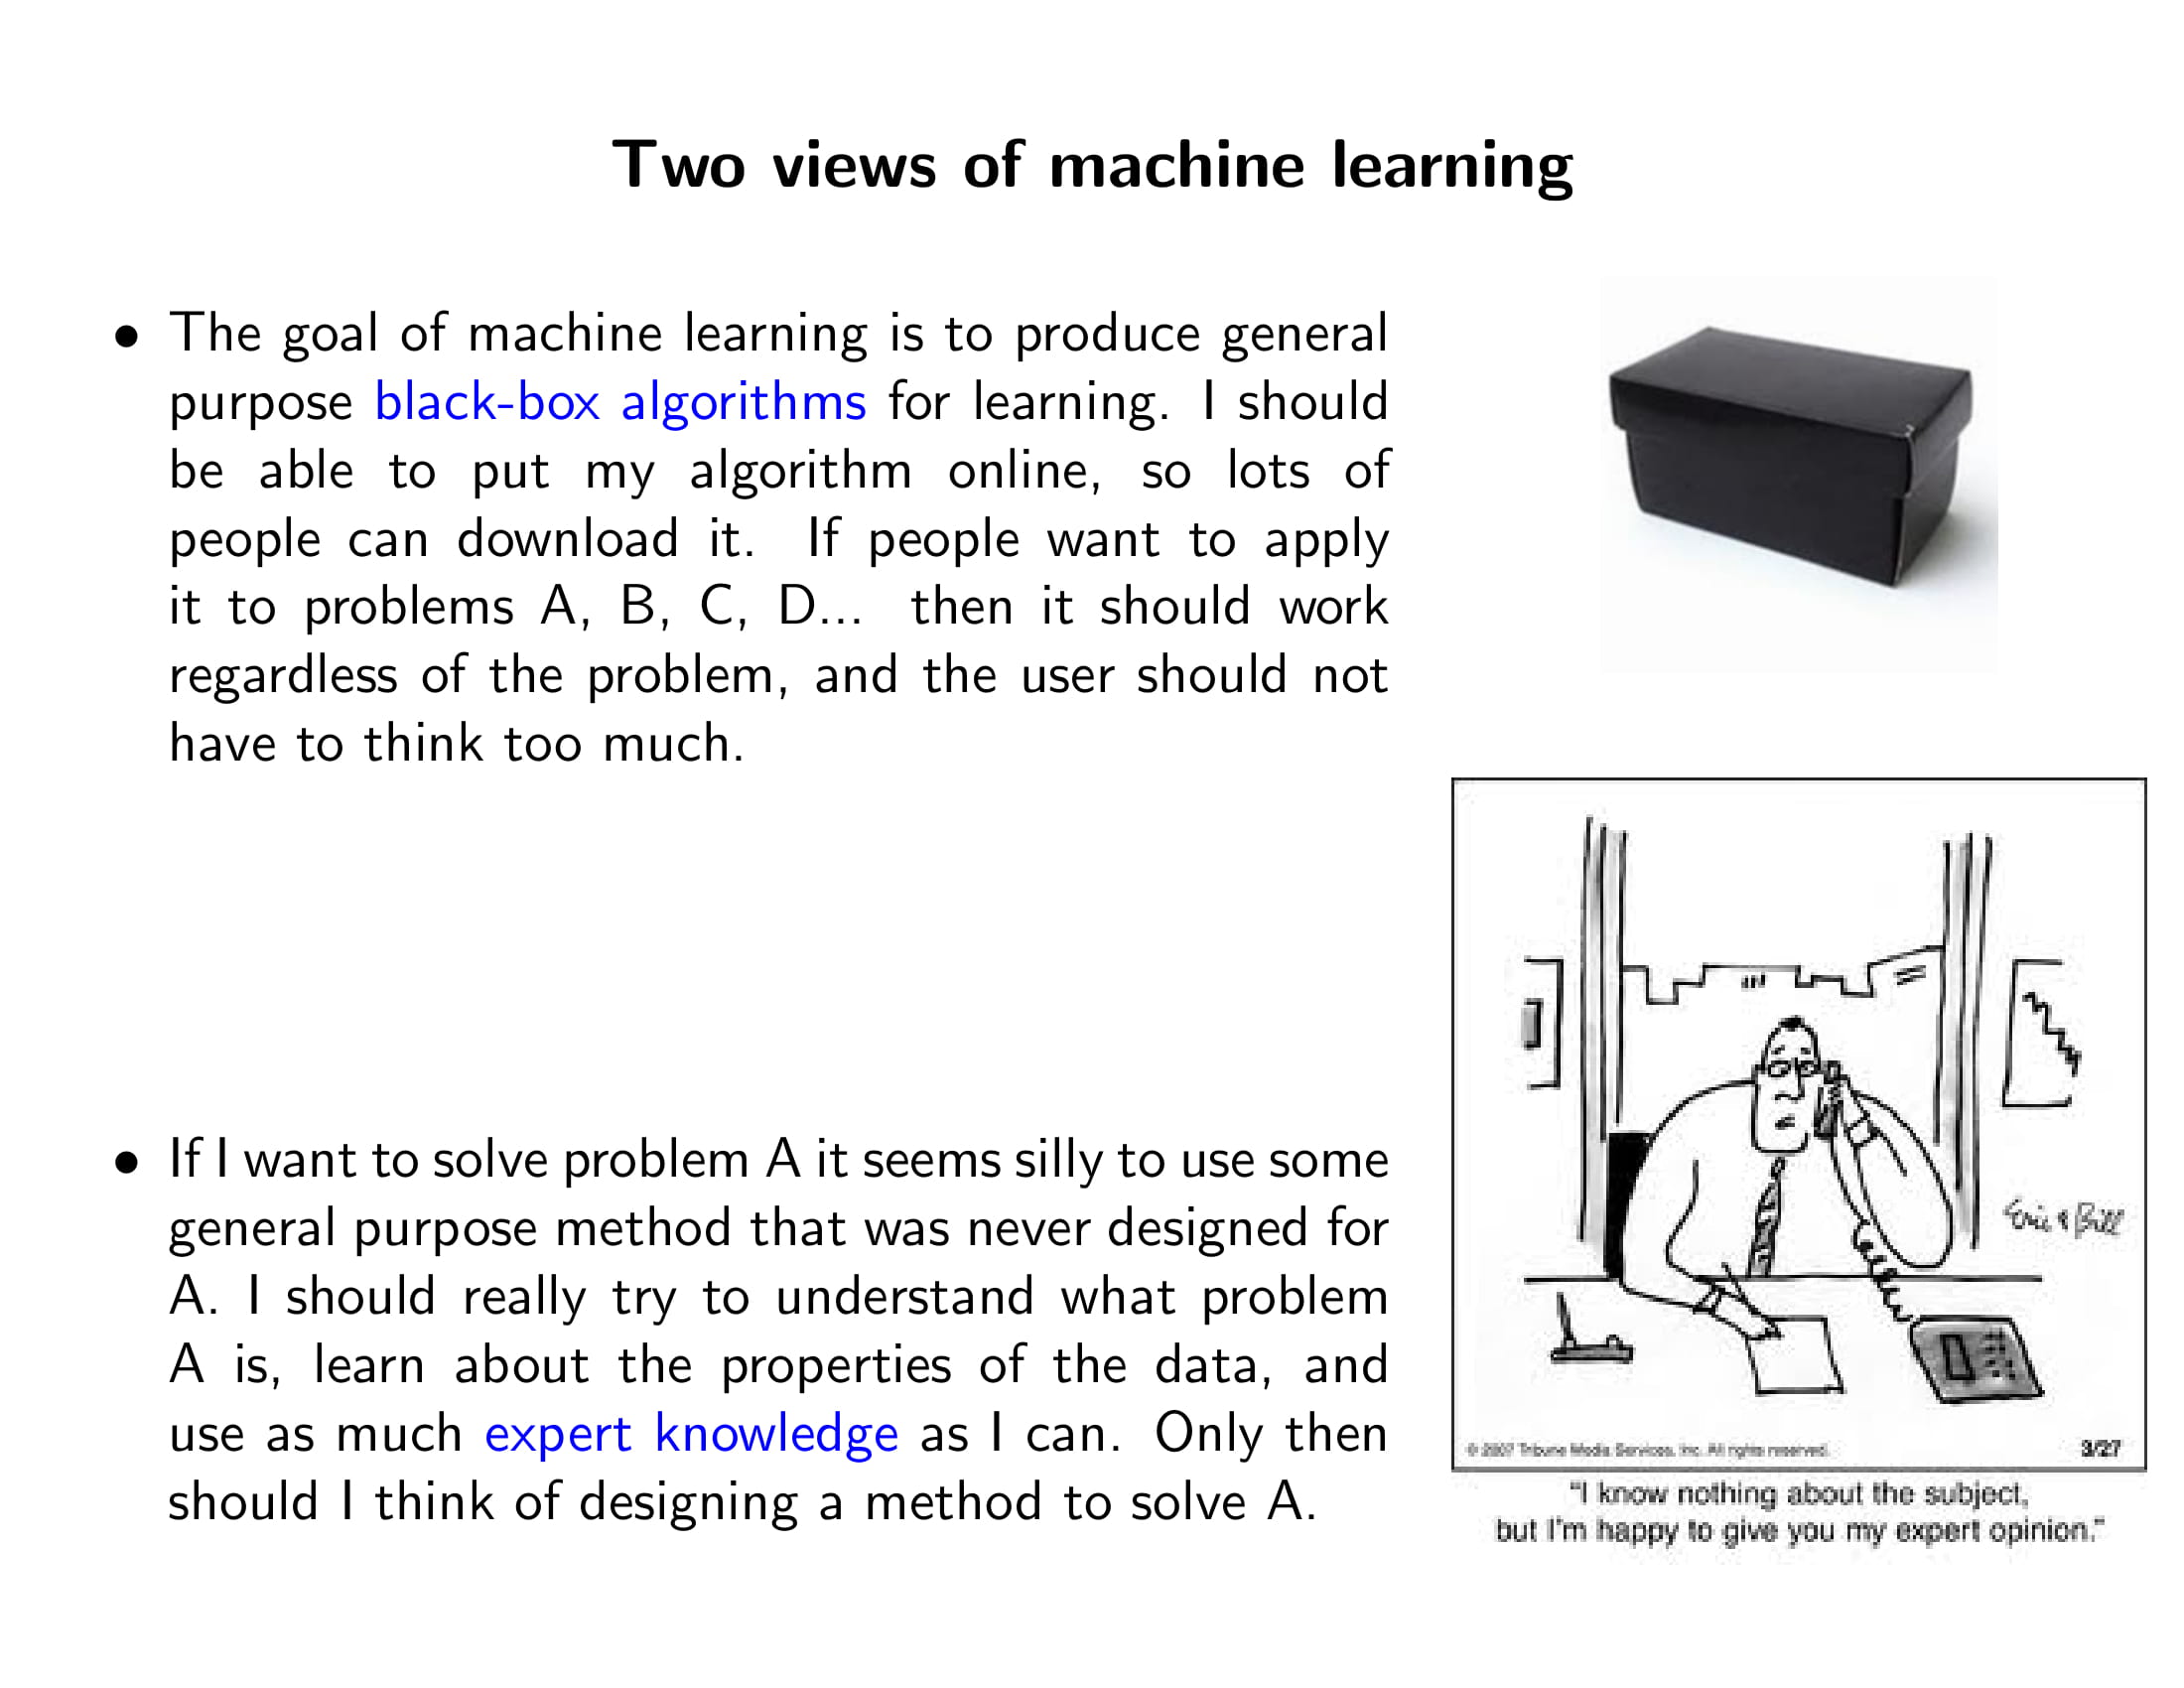 Two views of machine learning
• The goal of machine learning is to produce general
purpose black-box algorithms for learning. I should
be able to put my algorithm online, so lots of
people can download it. If people want to apply
it to problems A, B, C, D... then it should work
regardless of the problem, and the user should not
have to think too much.
• If I want to solve problem A it seems silly to use some
general purpose method that was never designed for
A. I should really try to understand what problem
A is, learn about the properties of the data, and
use as much expert knowledge as I can. Only then
should I think of designing a method to solve A.
Eric & Bill
© 2007 Tribune Media Services, Inc. All rights reserved.
3/27
"I know nothing about the subject,
but I'm happy to give you my expert opinion."